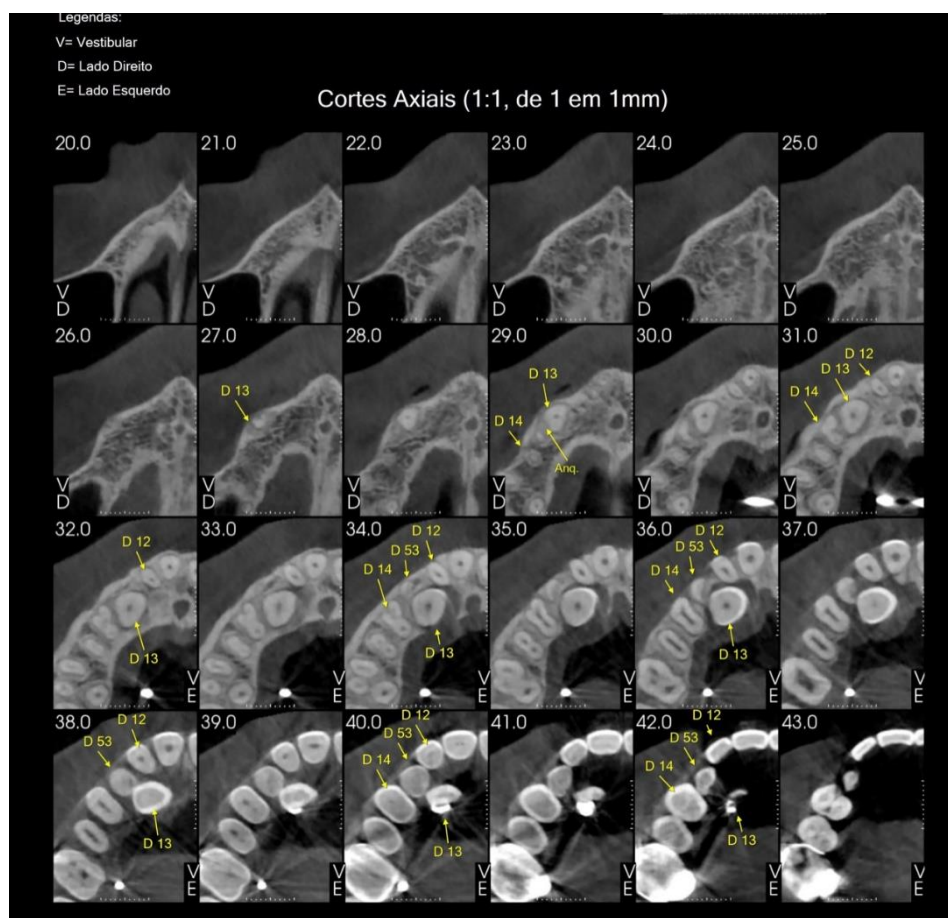 Legendas:
V= Vestibular
D= Lado Direito
E= Lado Esquerdo
Cortes Axiais (1:1, de 1 em 1mm)
20.0 21.0 22.0 23.0 24.0 25.0
V V V V V V
D D D D D D
26.0 27.0 28.0 29.0 30.0 31.0
D 12
D 13 D 13 D 13
D 14 D 14
Anq.
V V V V V V
D D D D D D
32.0 33.0 34.0 35.0 36.0 37.0
D 12 D 12 D 12
D 53 D 53
D 14 D 14
D 13 D 13 D 13
V V V V V V
E E E E E E
38.0 39.0 40.0 41.0 42.0 43.0
D 12 D 12 D 12
D 53 D 53 D 53
D 14 D 14
D 13 D 13 D 13
V V V V V V
E E E E E E